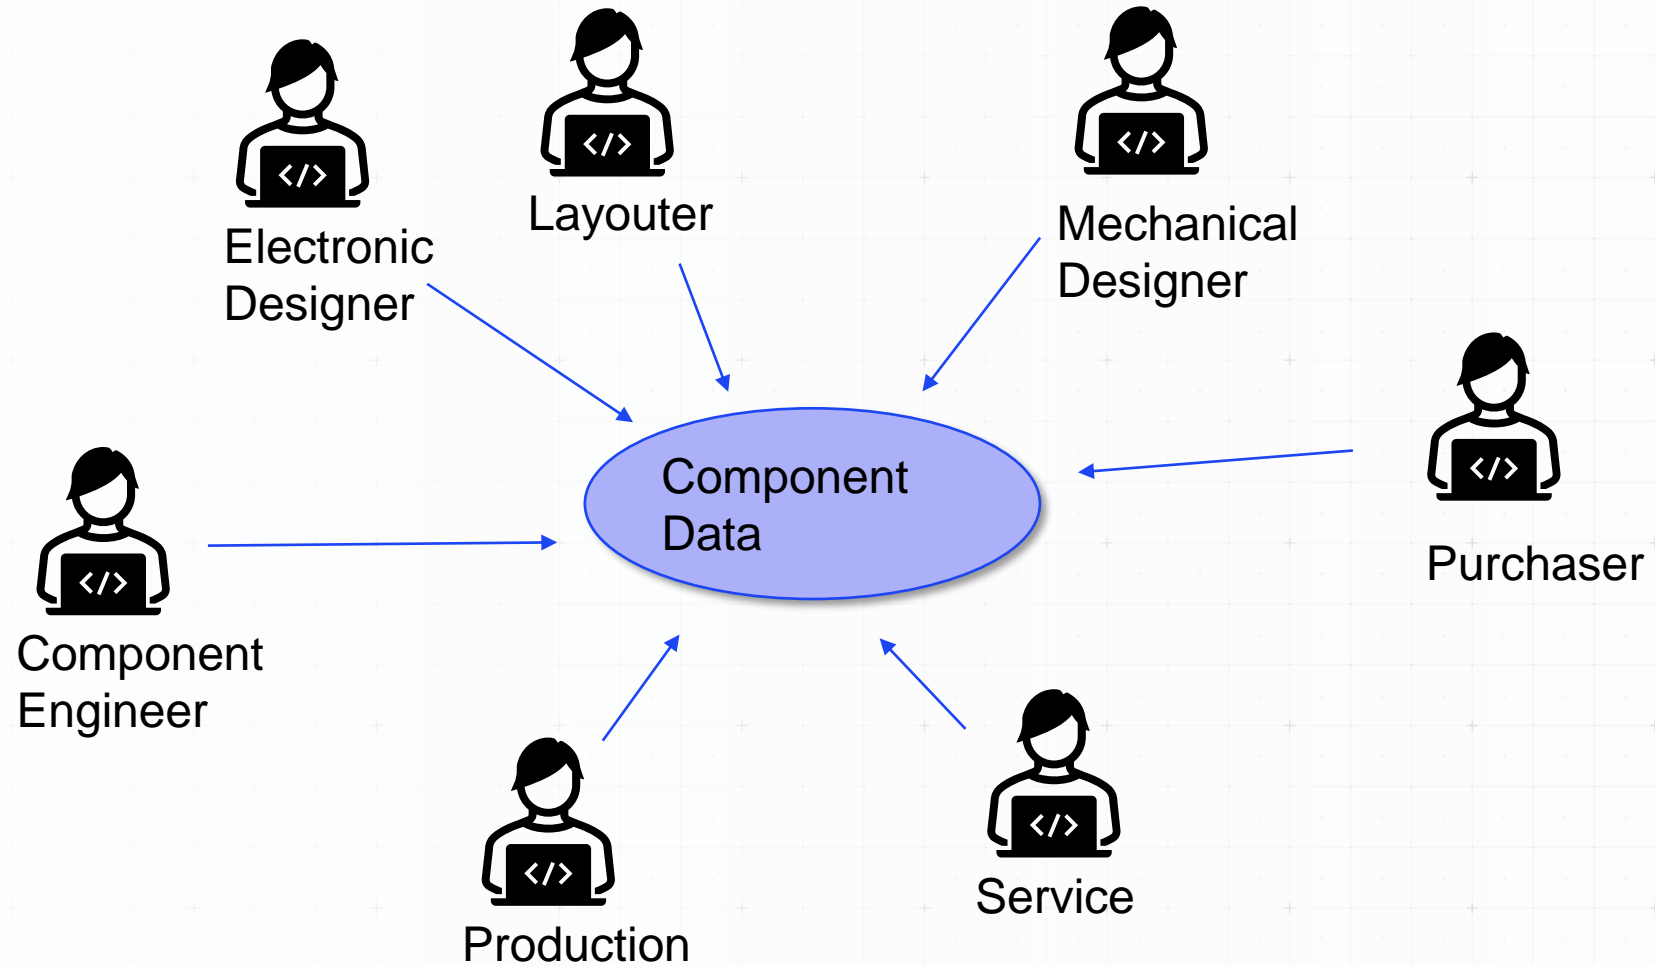 Layouter
Mechanical
Designer
Electronic
Designer
Component
Data
Purchaser
Component
Engineer
Service
Production
</>
</>
</>
</>
</>
</>
</>